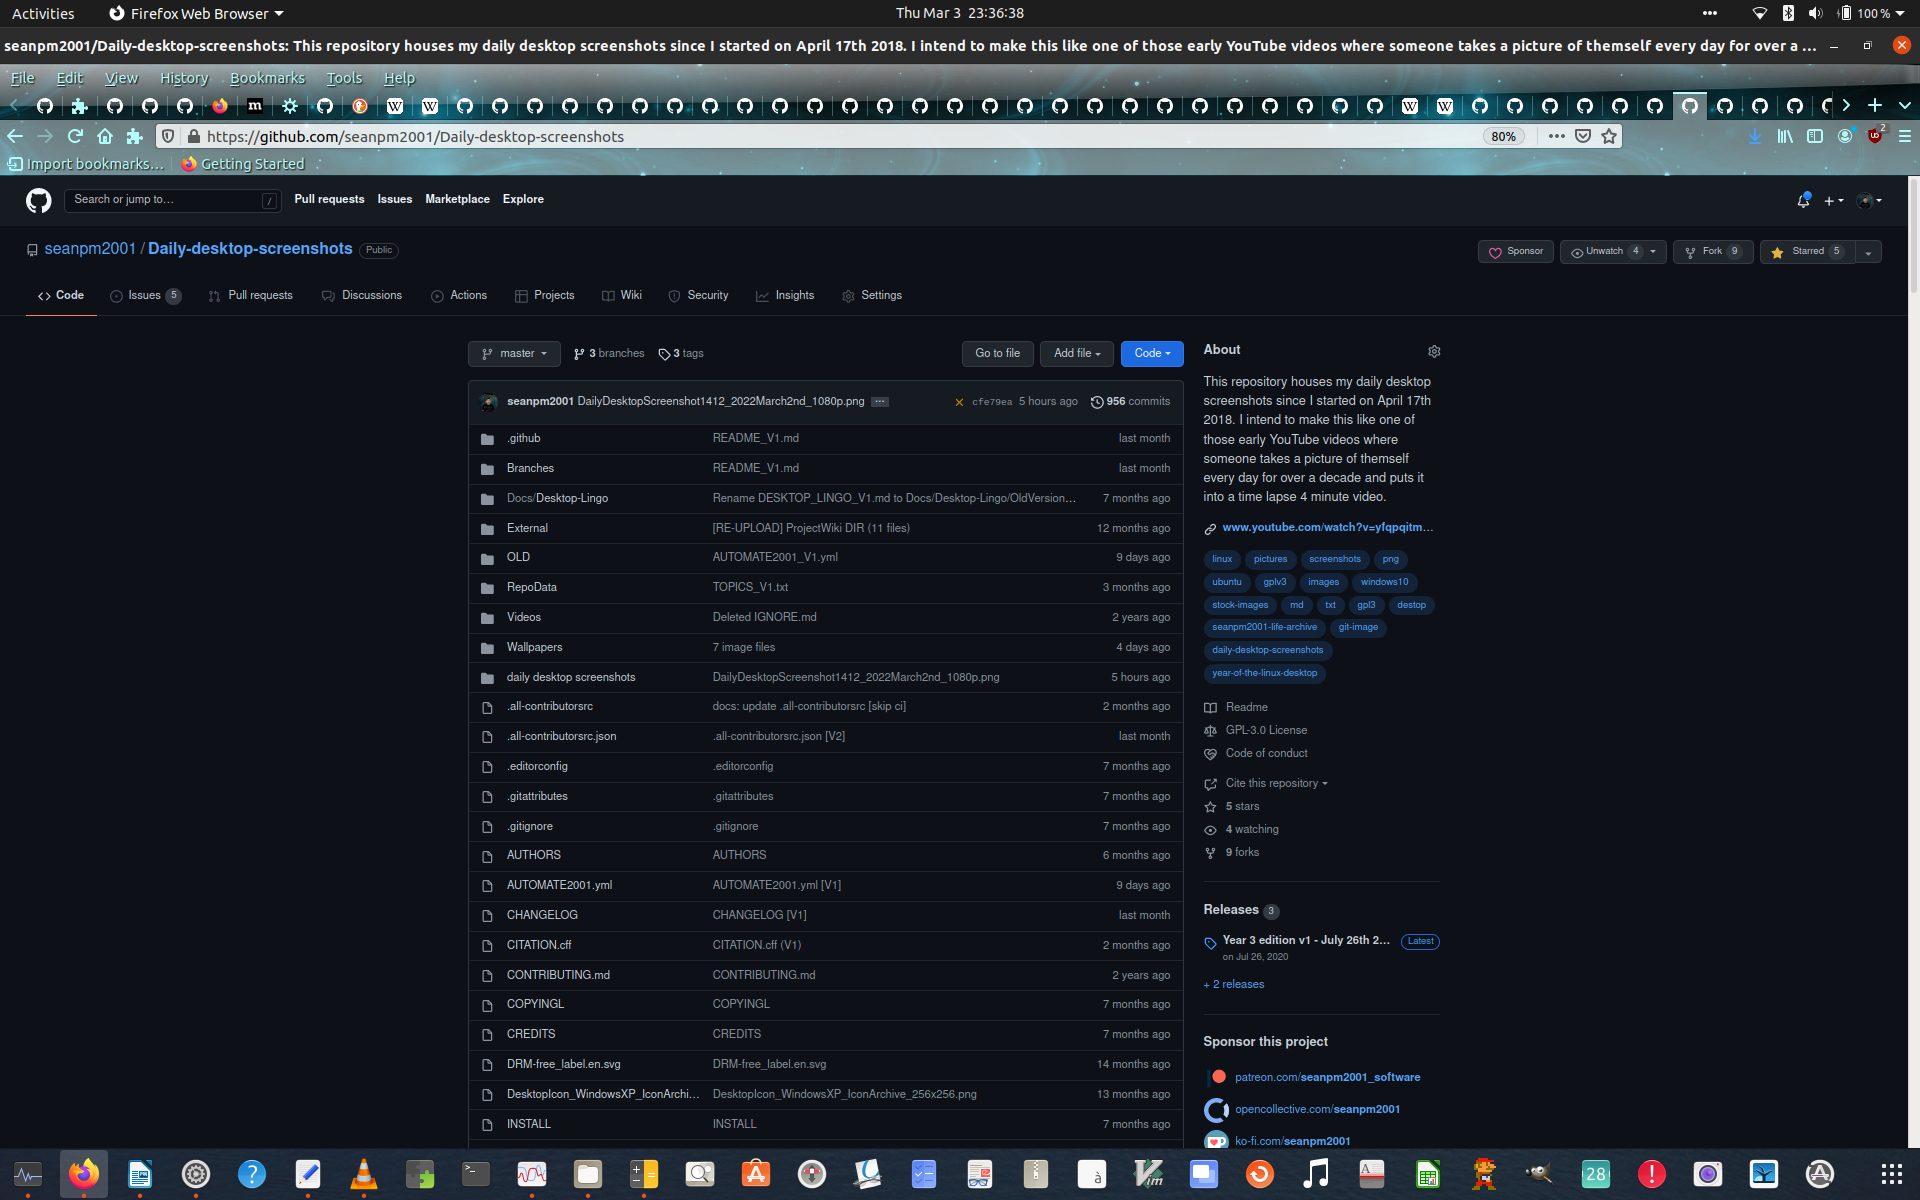 Activities
Firefox Web Browser
Thu Mar 3 23:36:38
100 %
seanpm2001/Daily-desktop-screenshots: This repository houses my daily desktop screenshots since I started on April 17th 2018. I intend to make this like one of those early YouTube videos where someone takes a picture of themself every day for over a ...
File Edit View History Bookmarks Tools Help
https://github.com/seanpm2001/Daily-desktop-screenshots
80%
2
Import bookmarks...
Getting Started
Search or jump to...
/
Pull requests Issues Marketplace Explore
seanpm2001 / Daily-desktop-screenshots Public
Sponsor
Unwatch 4
Fork 9
Starred 5
Code
Issues 5
Pull requests
Discussions
Actions
Projects
Wiki
Security
Insights
Settings
master
3 branches
3 tags
Go to file
Add file
Code
seanpm2001 DailyDesktopScreenshot1412_2022March2nd_1080p.png ... cfe79ea 5 hours ago 956 commits
.github README_V1.md last month
Branches README_V1.md last month
Docs/Desktop-Lingo Rename DESKTOP_LINGO_V1.md to Docs/Desktop-Lingo/OldVersion... 7 months ago
External [RE-UPLOAD] ProjectWiki DIR (11 files) 12 months ago
OLD AUTOMATE2001_V1.yml 9 days ago
RepoData TOPICS_V1.txt 3 months ago
Videos Deleted IGNORE.md 2 years ago
Wallpapers 7 image files 4 days ago
daily desktop screenshots DailyDesktopScreenshot1412_2022March2nd_1080p.png 5 hours ago
.all-contributorsrc docs: update .all-contributorsrc [skip ci] 2 months ago
.all-contributorsrc.json .all-contributorsrc.json [V2] last month
.editorconfig .editorconfig 7 months ago
.gitattributes .gitattributes 7 months ago
.gitignore .gitignore 7 months ago
AUTHORS AUTHORS 6 months ago
AUTOMATE2001.yml AUTOMATE2001.yml [V1] 9 days ago
CHANGELOG CHANGELOG [V1] last month
CITATION.cff CITATION.cff (V1) 2 months ago
CONTRIBUTING.md CONTRIBUTING.md 2 years ago
COPYINGL COPYINGL 7 months ago
CREDITS CREDITS 7 months ago
DRM-free_label.en.svg DRM-free_label.en.svg 14 months ago
DesktopIcon_WindowsXP_IconArchi... DesktopIcon_WindowsXP_IconArchive_256x256.png 13 months ago
INSTALL INSTALL 7 months ago
About
This repository houses my daily desktop
screenshots since I started on April 17th
2018. I intend to make this like one of
those early YouTube videos where
someone takes a picture of themself
every day for over a decade and puts it
into a time lapse 4 minute video.
www.youtube.com/watch?v=yfqpqitm...
linux pictures screenshots png
ubuntu gplv3 images windows10
stock-images md txt gpl3 destop
seanpm2001-life-archive git-image
daily-desktop-screenshots
year-of-the-linux-desktop
Readme
GPL-3.0 License
Code of conduct
Cite this repository
5 stars
4 watching
9 forks
Releases 3
Year 3 edition v1 - July 26th 2... Latest
on Jul 26, 2020
+ 2 releases
Sponsor this project
patreon.com/seanpm2001_software
opencollective.com/seanpm2001
ko-fi.com/seanpm2001
28